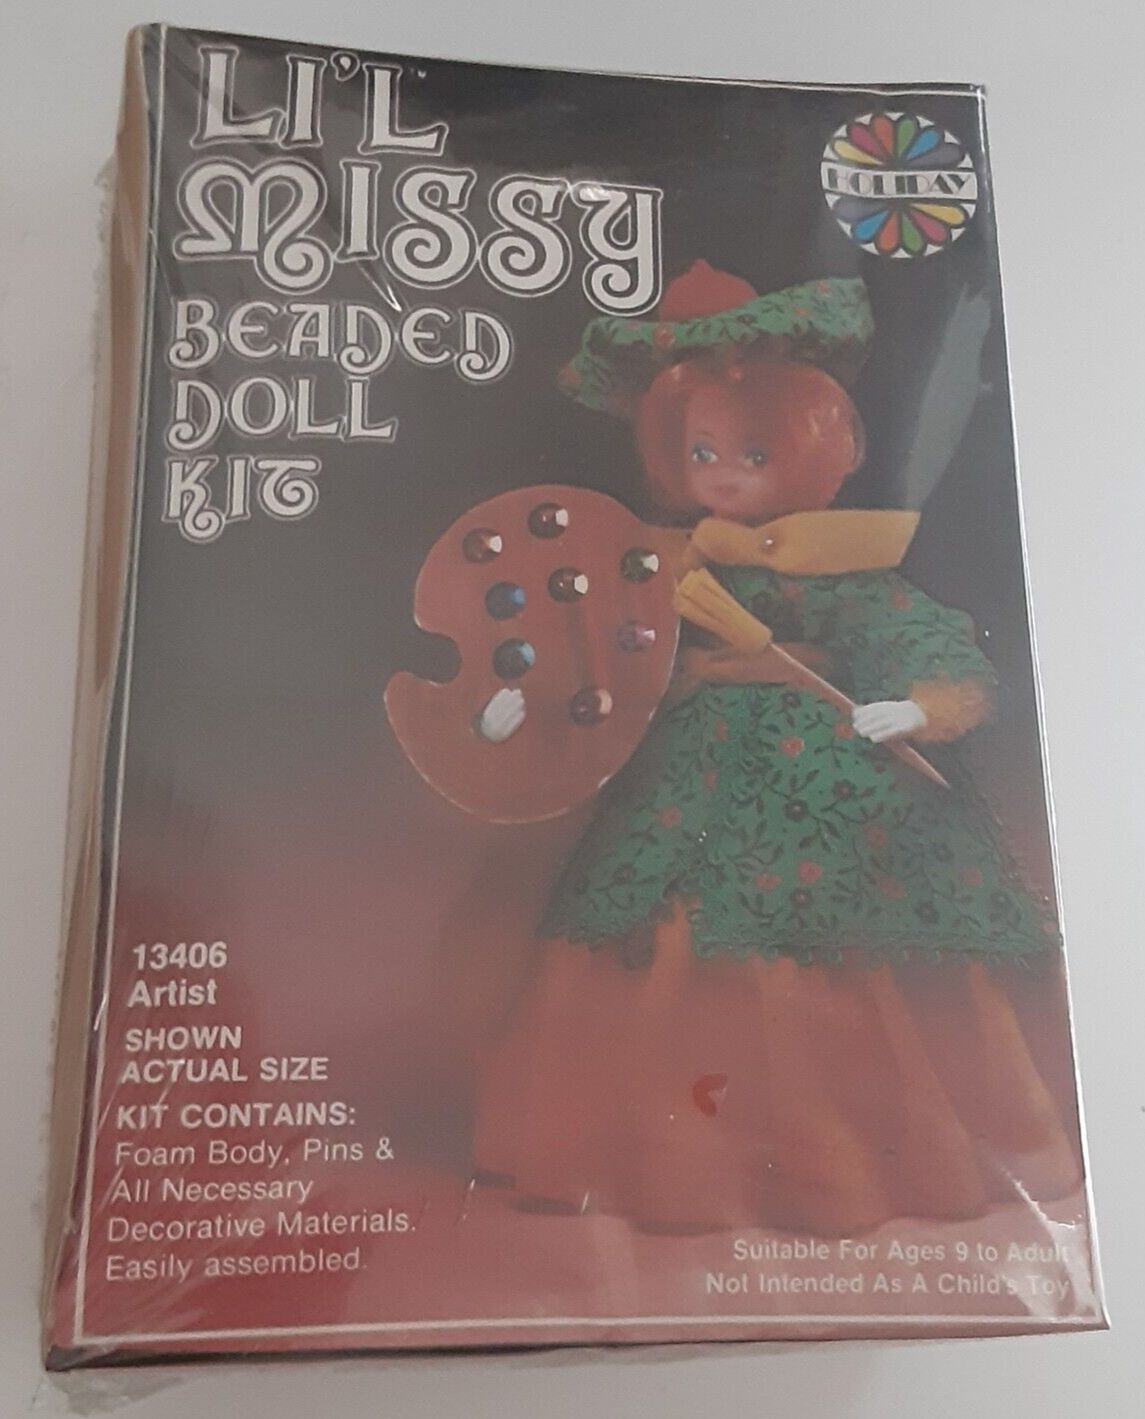 LI'L™
MISSY
BEADED
DOLL
KIT
HOLIDAY
13406
Artist
SHOWN
ACTUAL SIZE
KIT CONTAINS:
Foam Body, Pins &
All Necessary
Decorative Materials.
Easily assembled.
Suitable For Ages 9 to Adult
Not Intended As A Child's Toy